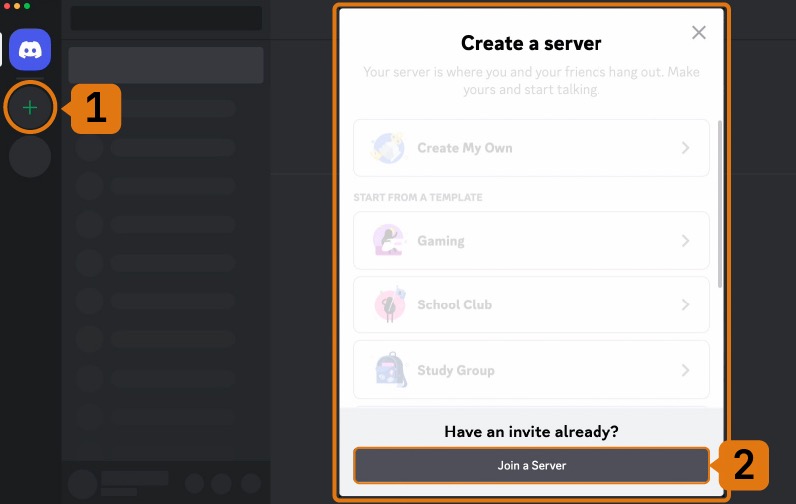 1
Create a server
Your server is where you and your friends hang out. Make
yours and start talking.
Create My Own
START FROM A TEMPLATE
Gaming
School Club
Study Group
Have an invite already?
Join a Server
2